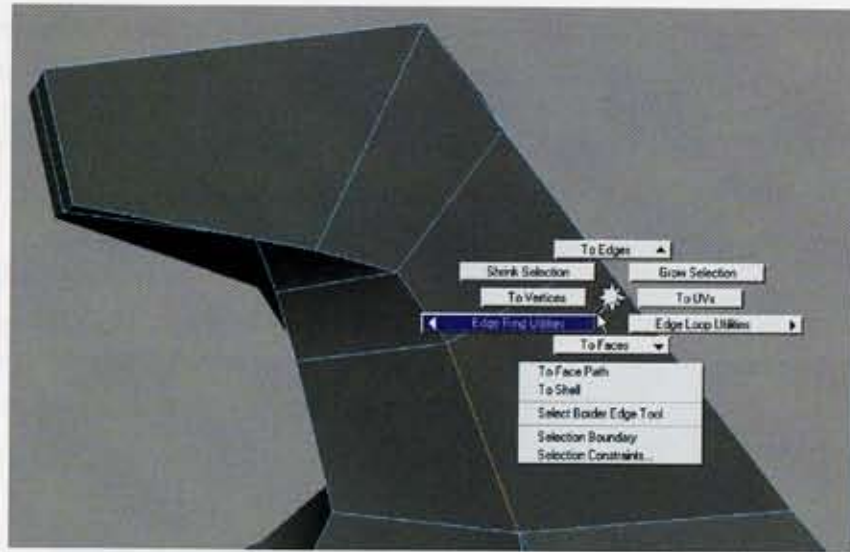 To Edges
Shrink Selection
Grow Selection
To Vertices
To UVs
Edge Ring Utilities
Edge Loop Utilities
To Faces
To Face Path
To Shell
Select Border Edge Tool
Selection Boundary
Selection Constraints...